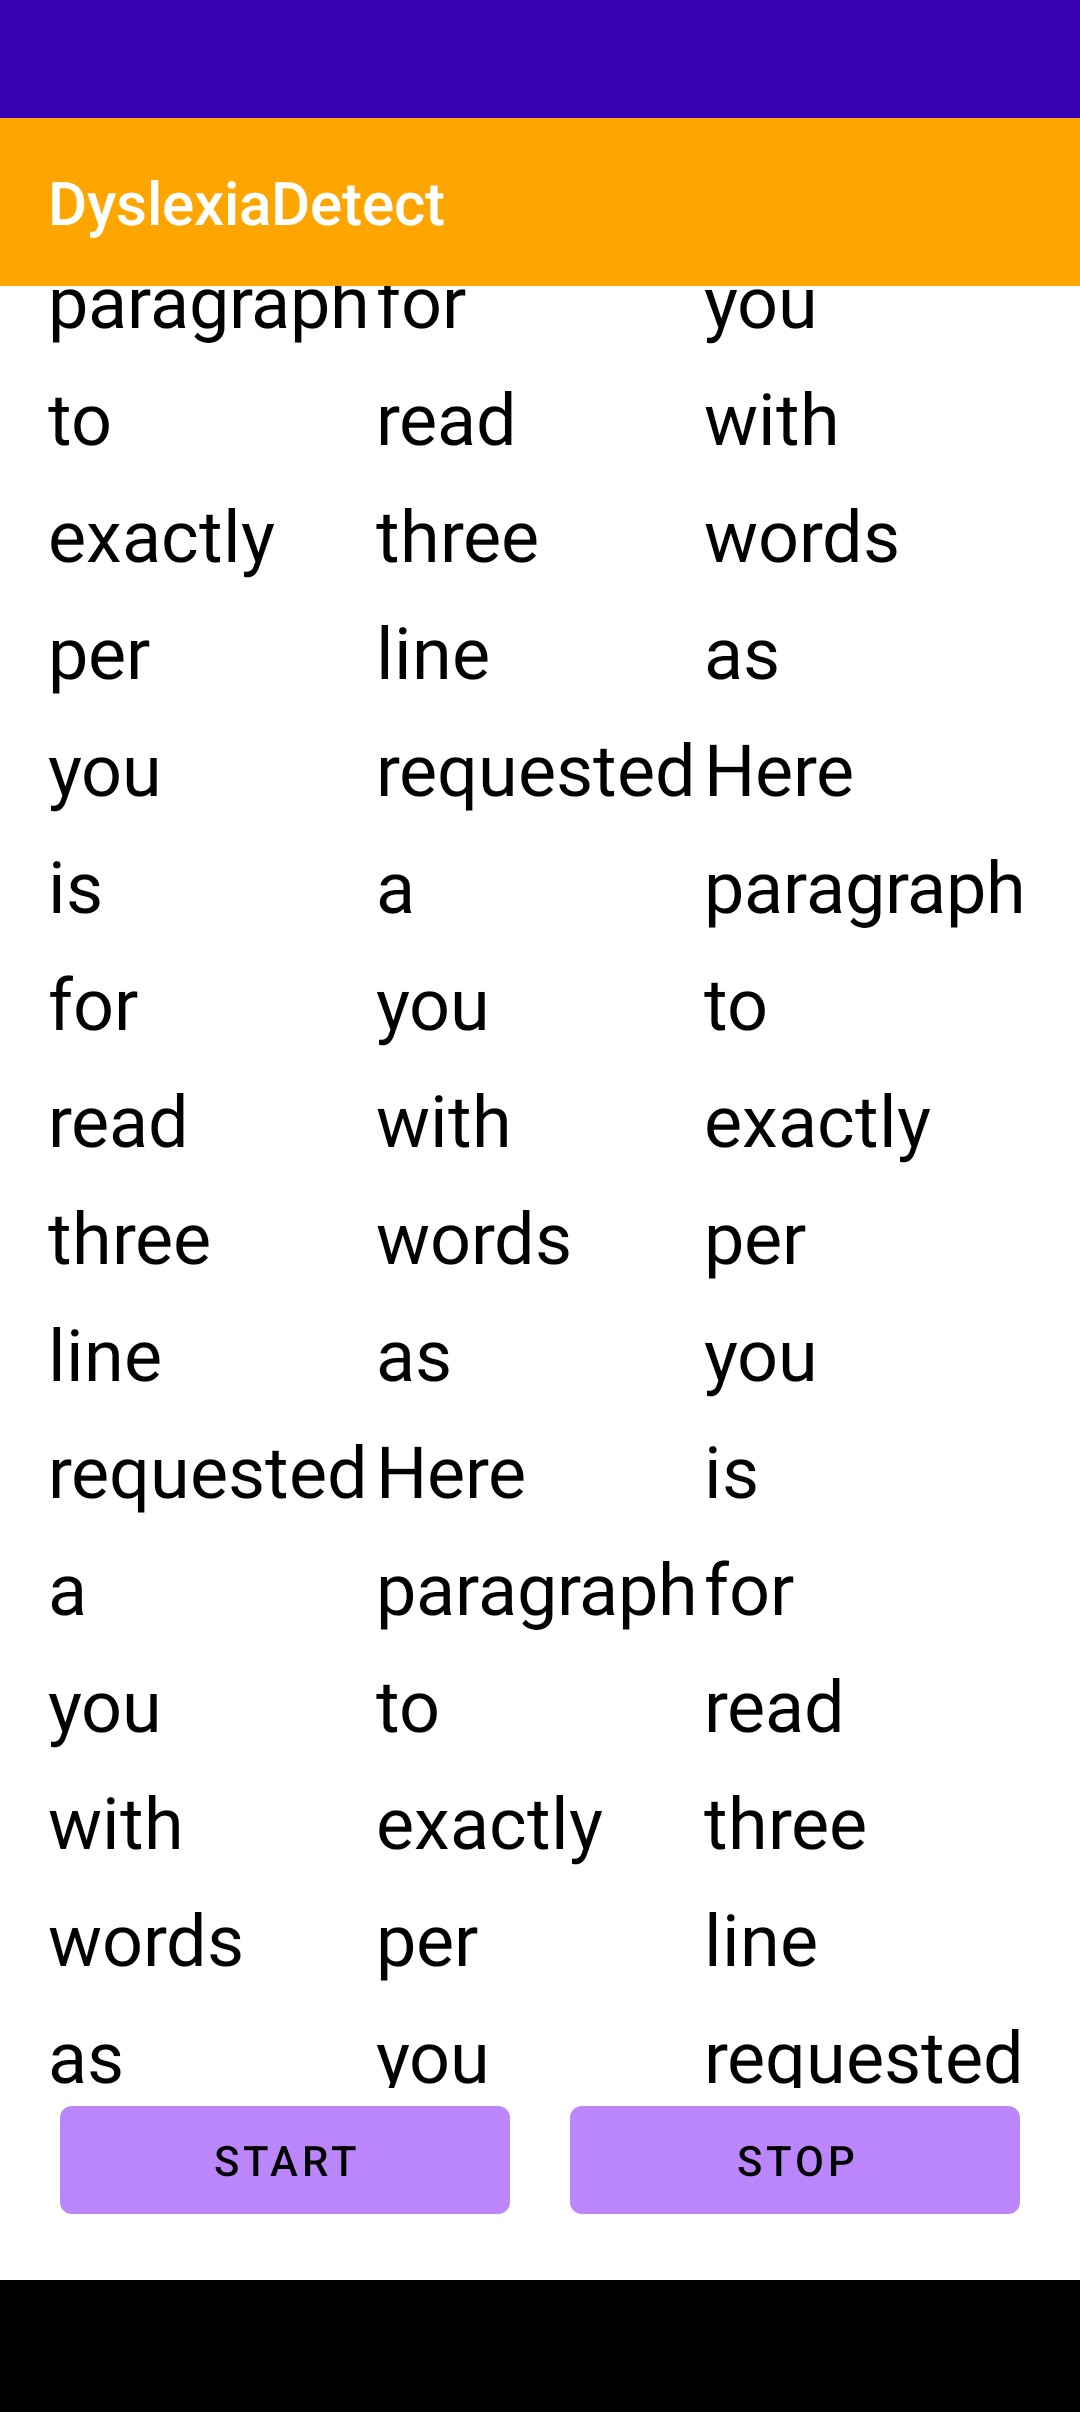 DyslexiaDetect
paragraph for you
to read with
exactly three words
per line as
you requested Here
is a paragraph
for you to
read with exactly
three words per
line as you
requested Here is
a paragraph for
you to read
with exactly three
words per line
as you requested
START STOP